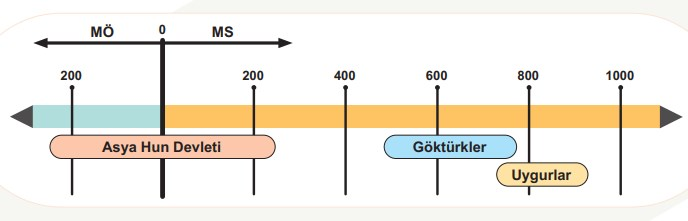 MÖ 0 MS
200 200 400 600 800 1000
Asya Hun Devleti Göktürkler
Uygurlar